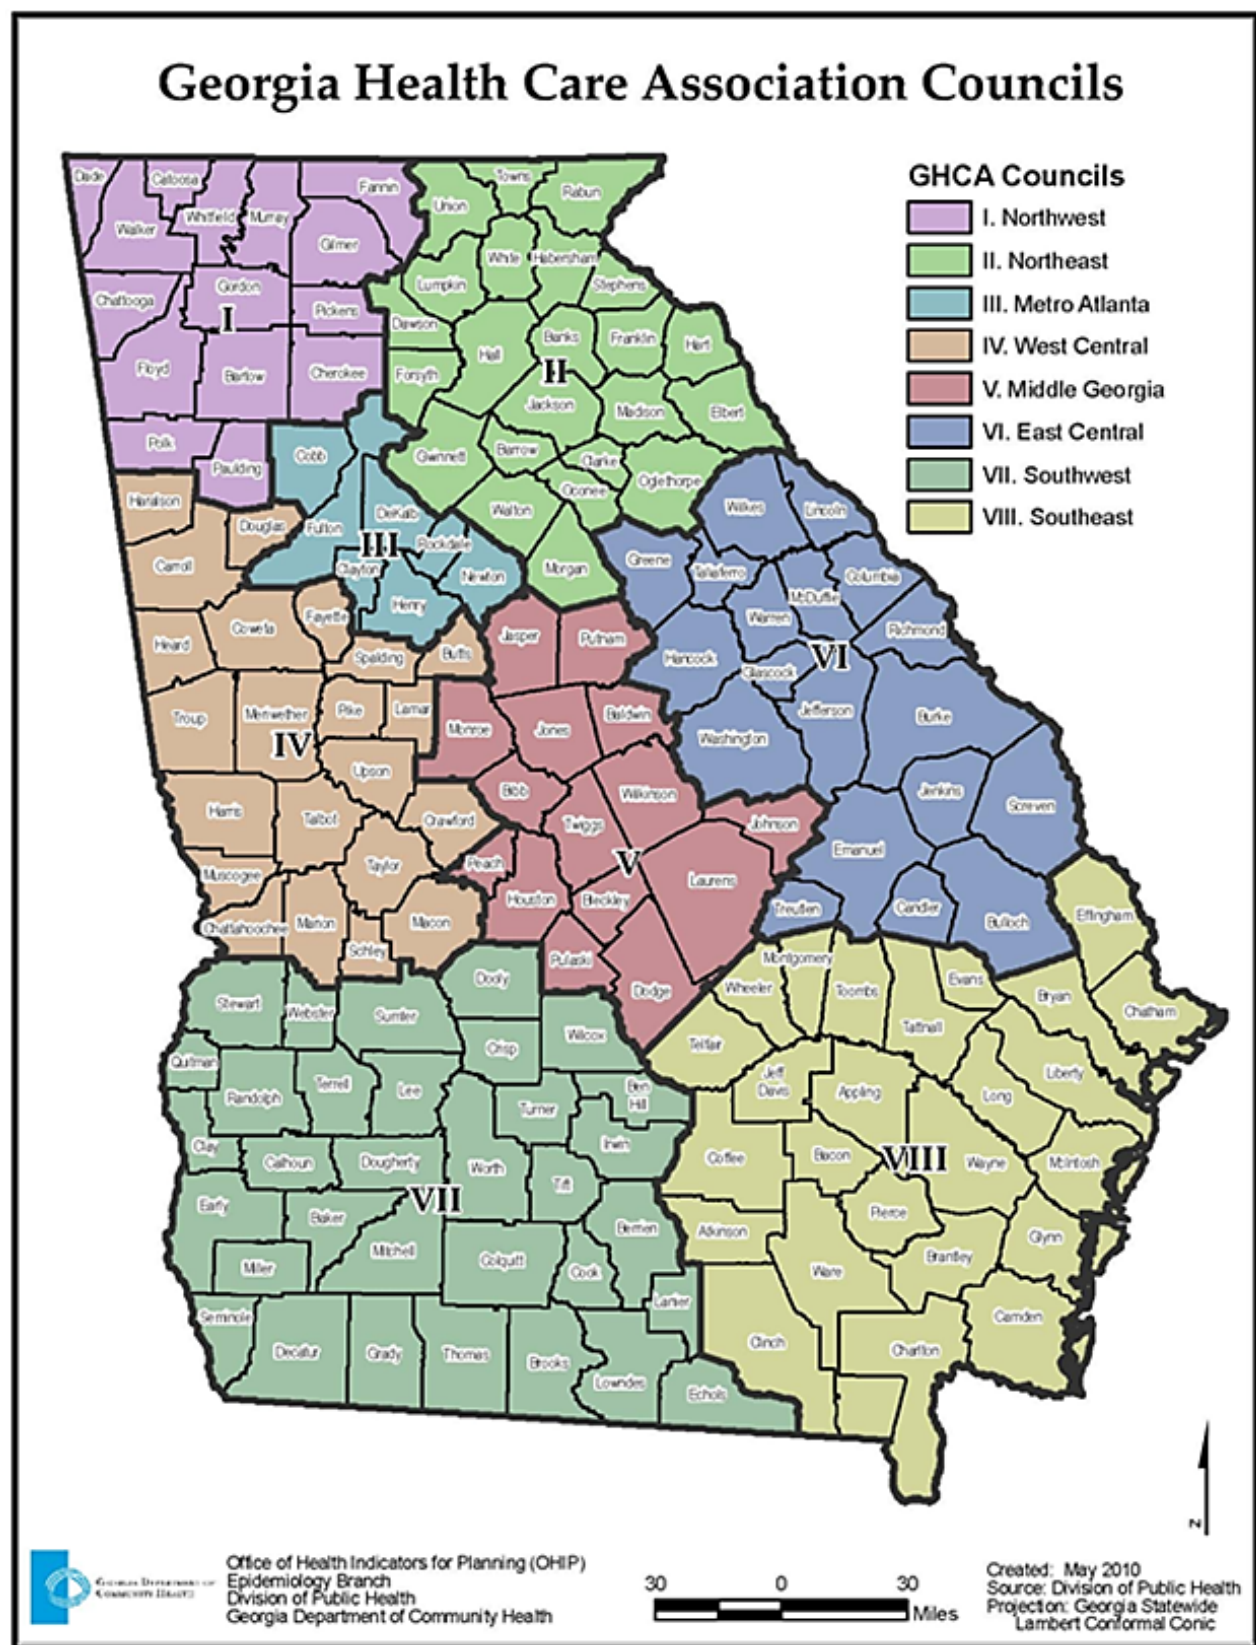 Georgia Health Care Association Councils
GHCA Councils
I. Northwest
II. Northeast
III. Metro Atlanta
IV. West Central
V. Middle Georgia
VI. East Central
VII. Southwest
VIII. Southeast
Dade
Catoosa
Fannin
Towns
Rabun
Union
Whitfield
Murray
Walker
Gilmer
White
Habersham
Lumpkin
Stephens
Chattooga
Gordon
Pickens
I
Dawson
Banks
Franklin
Hart
Hall
Floyd
Bartow
Cherokee
Forsyth
II
Jackson
Madison
Elbert
Polk
Paulding
Cobb
Gwinnett
Barrow
Clarke
Oconee
Oglethorpe
Haralson
Douglas
Fulton
DeKalb
Walton
Wilkes
Lincoln
III
Rockdale
Carroll
Clayton
Newton
Morgan
Greene
Taliaferro
Columbia
McDuffie
Henry
Fayette
Coweta
Heard
Spalding
Butts
Jasper
Putnam
Warren
Richmond
Hancock
Glascock
VI
Troup
Meriwether
Pike
Lamar
Monroe
Jones
Baldwin
Washington
Jefferson
Burke
IV
Upson
Bibb
Wilkinson
Jenkins
Screven
Harris
Talbot
Crawford
Twiggs
Johnson
Emanuel
Muscogee
Taylor
Peach
V
Laurens
Houston
Bleckley
Treutlen
Candler
Bulloch
Effingham
Chattahoochee
Marion
Macon
Schley
Pulaski
Dodge
Montgomery
Wheeler
Toombs
Evans
Bryan
Chatham
Stewart
Webster
Sumter
Dooly
Wilcox
Tattnall
Quitman
Crisp
Telfair
Liberty
Randolph
Terrell
Lee
Turner
Ben
Hill
Jeff
Davis
Appling
Long
Clay
Calhoun
Dougherty
Worth
Irwin
Tift
Coffee
Bacon
VIII
Wayne
McIntosh
Early
Baker
VII
Mitchell
Berrien
Atkinson
Pierce
Brantley
Glynn
Miller
Colquitt
Cook
Ware
Seminole
Decatur
Grady
Thomas
Brooks
Lanier
Lowndes
Echols
Clinch
Charlton
Camden
N
GEORGIA DEPARTMENT OF
COMMUNITY HEALTH
Office of Health Indicators for Planning (OHIP)
Epidemiology Branch
Division of Public Health
Georgia Department of Community Health
30 0 30
Miles
Created: May 2010
Source: Division of Public Health
Projection: Georgia Statewide
Lambert Conformal Conic